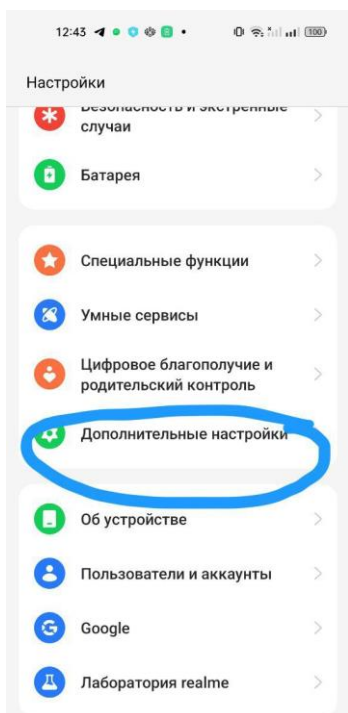 12:43
100
Настройки
Безопасность и экстренные
случаи
Батарея
Специальные функции
Умные сервисы
Цифровое благополучие и
родительский контроль
Дополнительные настройки
Об устройстве
Пользователи и аккаунты
Google
Лаборатория realme